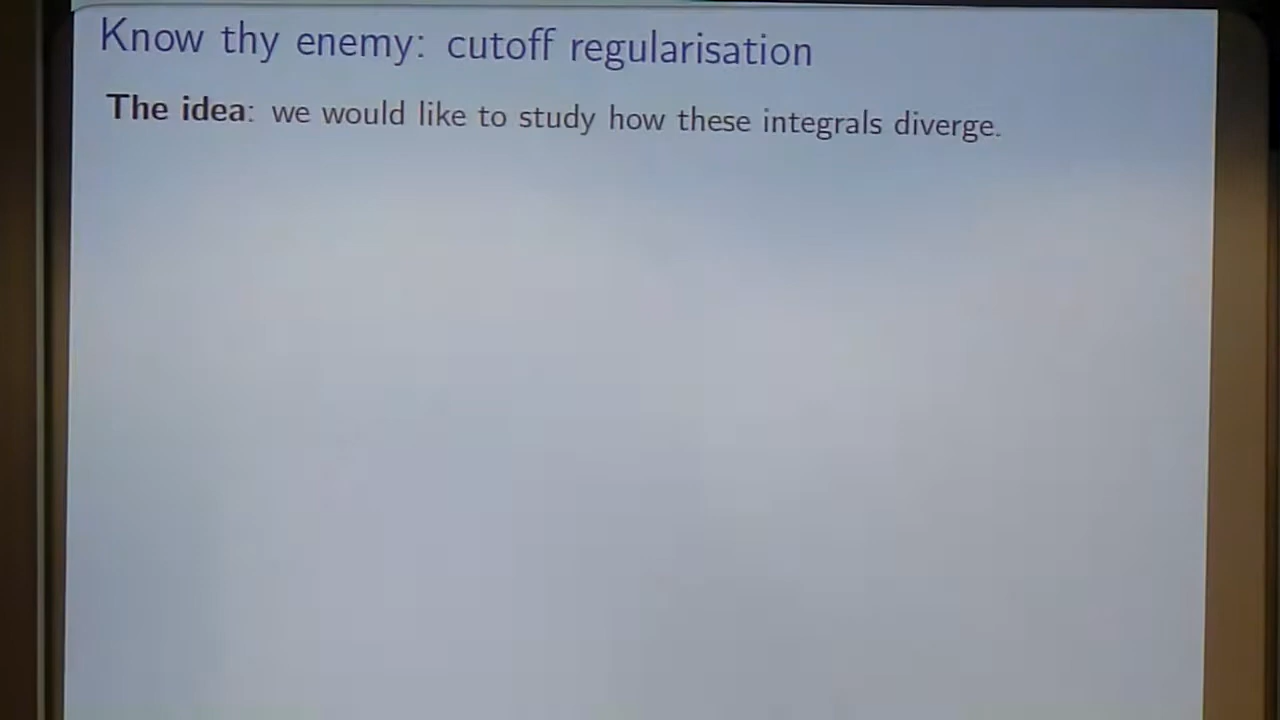 Know thy enemy: cutoff regularisation
The idea: we would like to study how these integrals diverge.